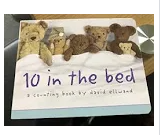 10 in the bed
a counting book by david ellwand